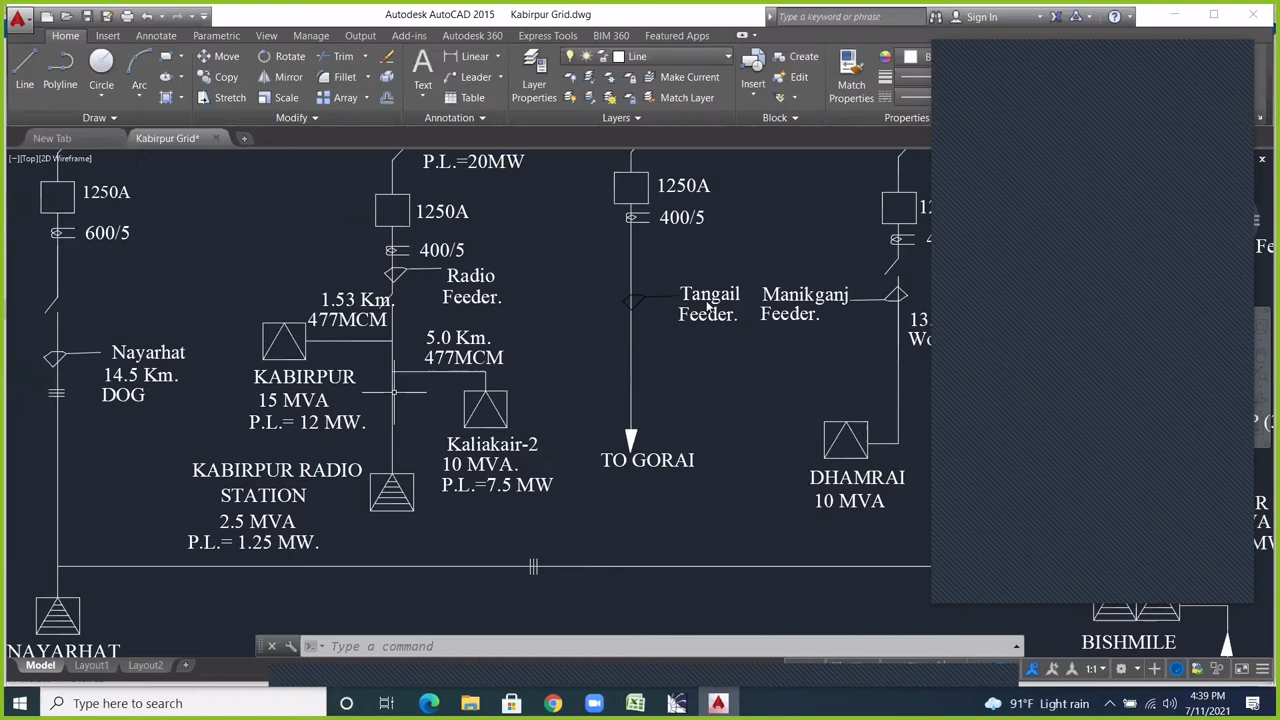 Autodesk AutoCAD 2015 Kabirpur Grid.dwg
Type a keyword or phrase
Sign In
Home Insert Annotate Parametric View Manage Output Add-ins Autodesk 360 Express Tools BIM 360 Featured Apps
Line
Polyline
Circle
Arc
Move Rotate Trim
Copy Mirror Fillet
Stretch Scale Array
Text
Linear
Leader
Table
Layer
Properties
Line
Make Current
Match Layer
Insert
Create
Edit
Match
Properties
Draw Modify Annotation Layers Block Properties
New Tab Kabirpur Grid*
[−][Top][2D Wireframe]
P.L.=20MW
1250A
600/5
1250A
400/5
Radio
Feeder.
1250A
400/5
Tangail
Feeder.
Manikganj
Feeder.
1.53 Km.
477MCM
5.0 Km.
477MCM
Nayarhat
14.5 Km.
DOG
KABIRPUR
15 MVA
P.L.= 12 MW.
Kaliakair-2
10 MVA.
P.L.=7.5 MW
KABIRPUR RADIO
STATION
2.5 MVA
P.L.= 1.25 MW.
TO GORAI
DHAMRAI
10 MVA
NAYARHAT
BISHMILE
Type a command
Model Layout1 Layout2
1:1
Type here to search
91°F Light rain
4:39 PM
7/11/2021